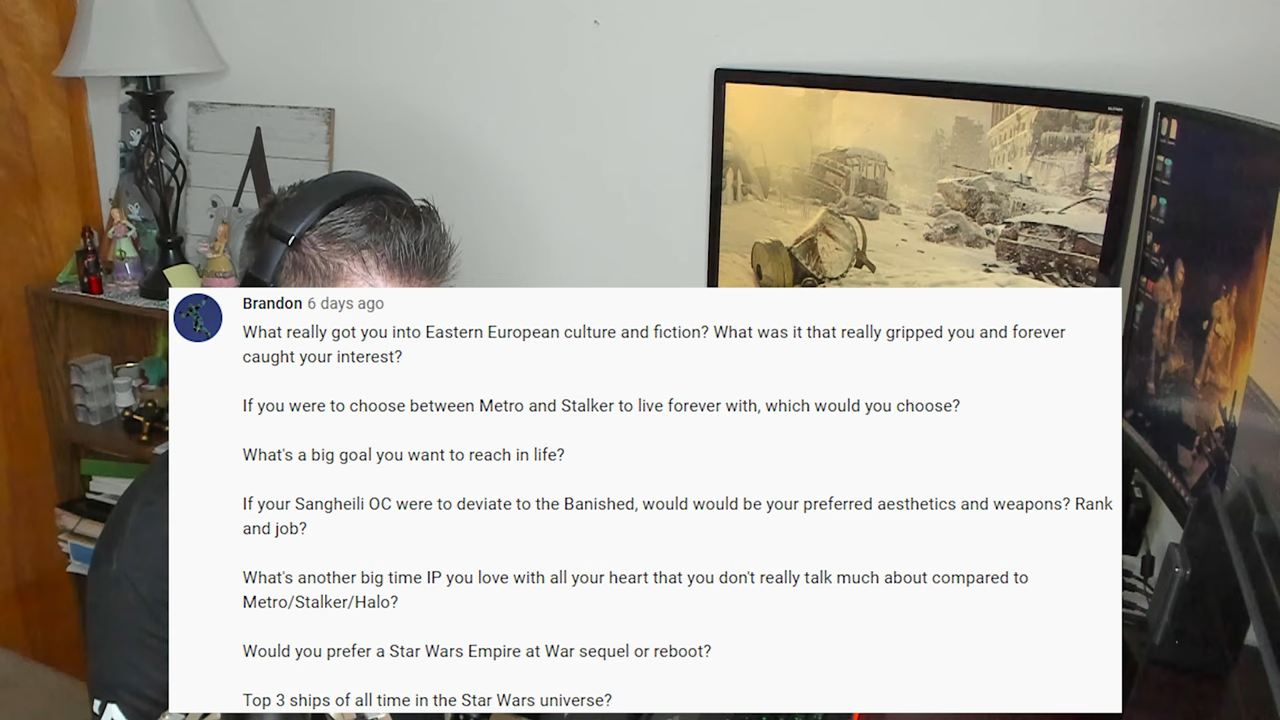 A
Brandon 6 days ago
What really got you into Eastern European culture and fiction? What was it that really gripped you and forever
caught your interest?
If you were to choose between Metro and Stalker to live forever with, which would you choose?
What's a big goal you want to reach in life?
If your Sangheili OC were to deviate to the Banished, would would be your preferred aesthetics and weapons? Rank
and job?
What's another big time IP you love with all your heart that you don't really talk much about compared to
Metro/Stalker/Halo?
Would you prefer a Star Wars Empire at War sequel or reboot?
Top 3 ships of all time in the Star Wars universe?